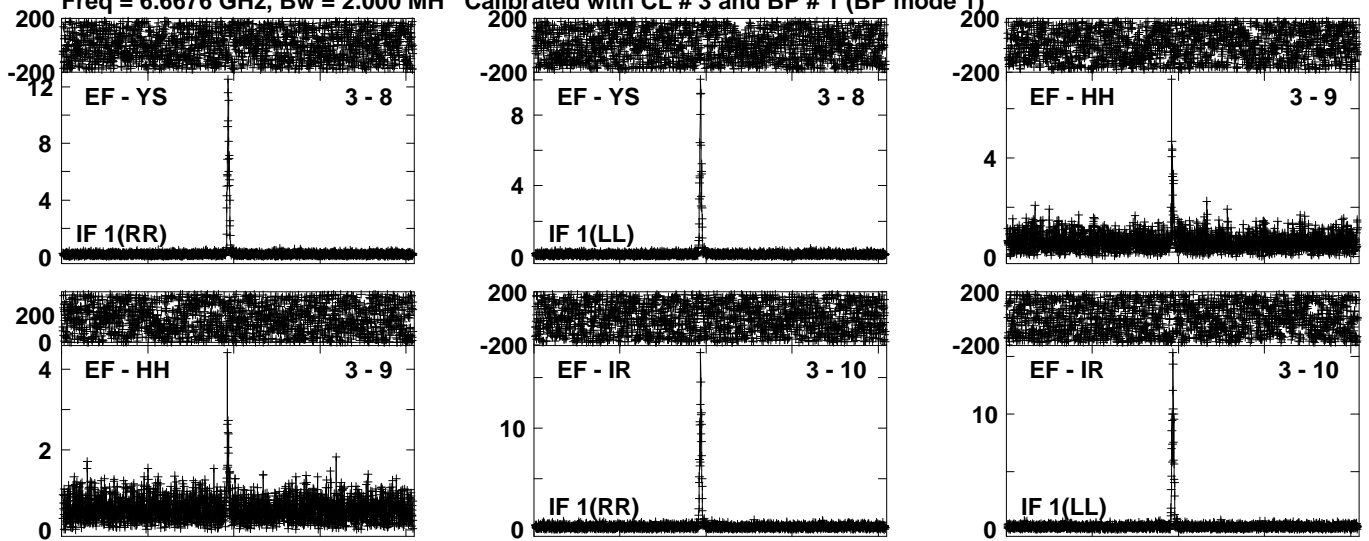 Freq = 6.6676 GHz, Bw = 2.000 MH Calibrated with CL # 3 and BP # 1 (BP mode 1)
200 200 200
-200 -200 -200
12
EF - YS 3 - 8 EF - YS 3 - 8 EF - HH 3 - 9
8 8
4 4 4
IF 1(RR) IF 1(LL)
0 0 0
200 200 200
0 -200 -200
EF - HH 3 - 9 EF - IR 3 - 10 EF - IR 3 - 10
4
10 10
2
IF 1(RR) IF 1(LL)
0 0 0